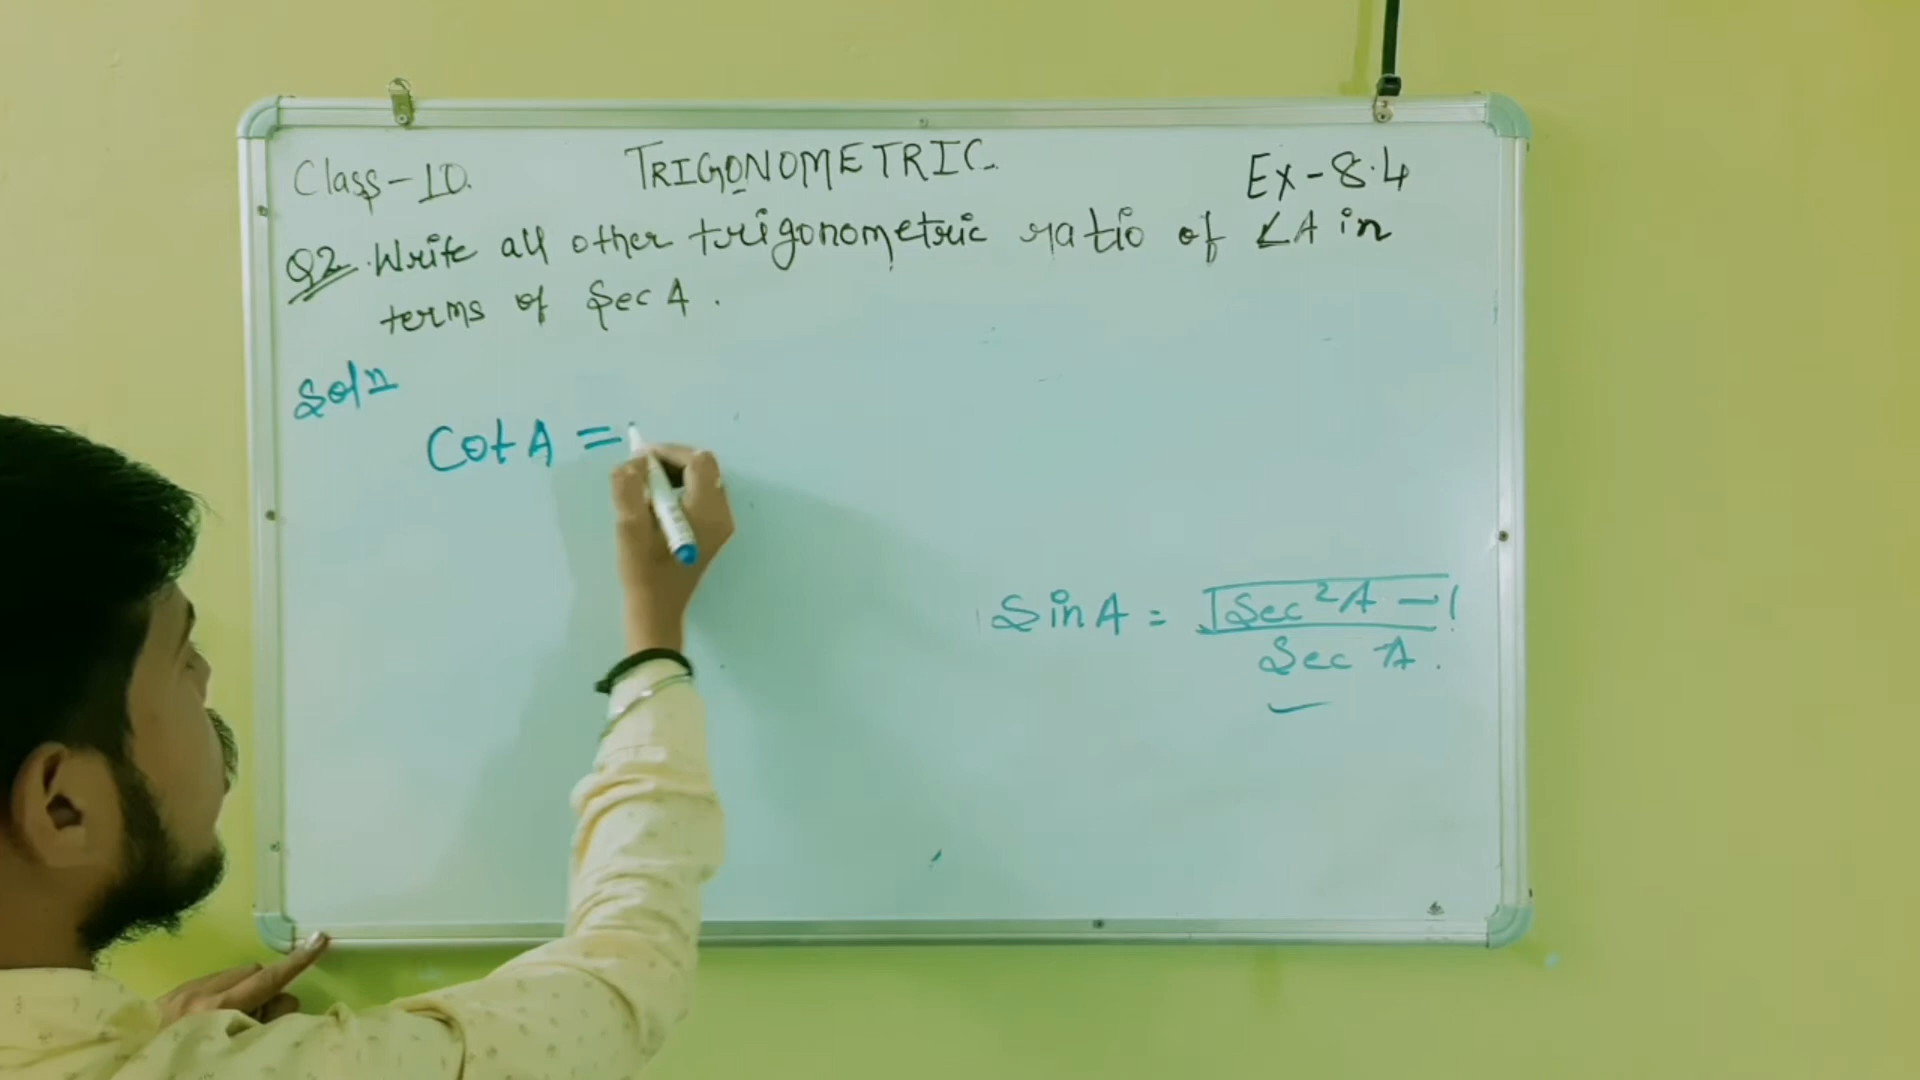 Class-10.
TRIGONOMETRIC.
Ex-8.4
Q2. Write all other trigonometric ratio of ∠A in
terms of Sec A.
Soln
Cot A =
Sin A = √Sec²A - 1
Sec A.